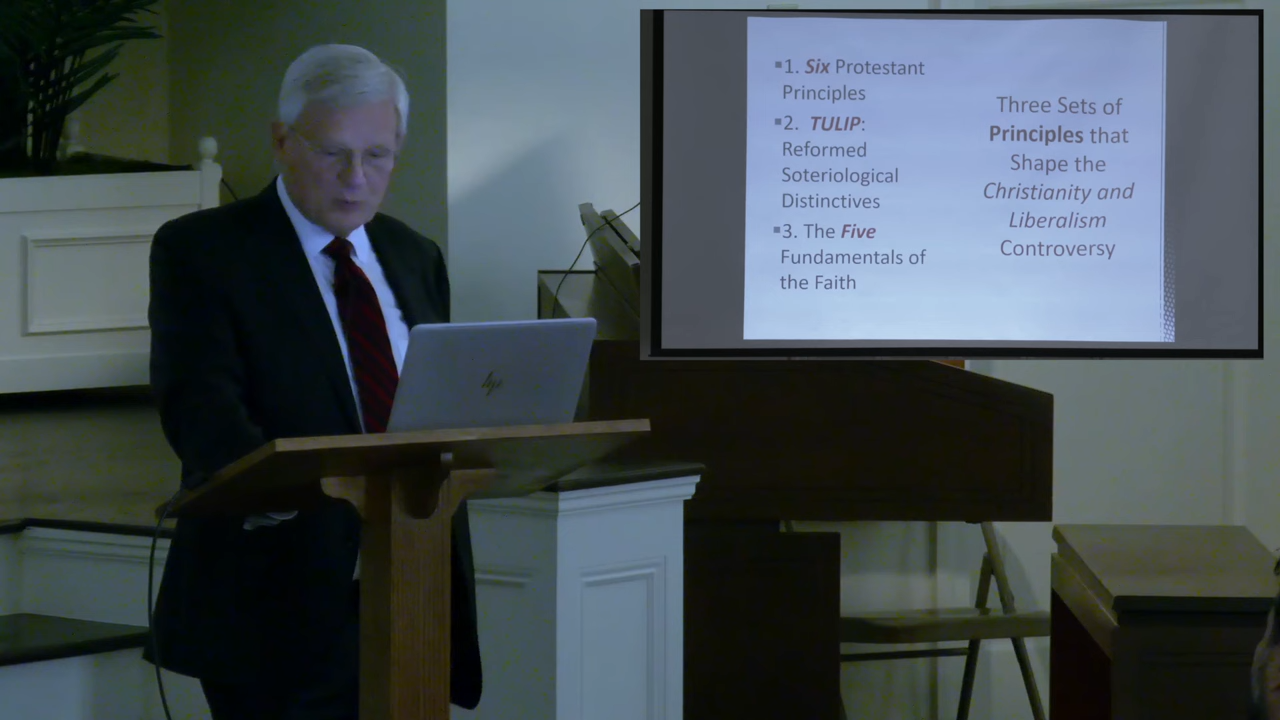 ▪1. Six Protestant
Principles
▪2. TULIP:
Reformed
Soteriological
Distinctives
▪3. The Five
Fundamentals of
the Faith
Three Sets of
Principles that
Shape the
Christianity and
Liberalism
Controversy
hp